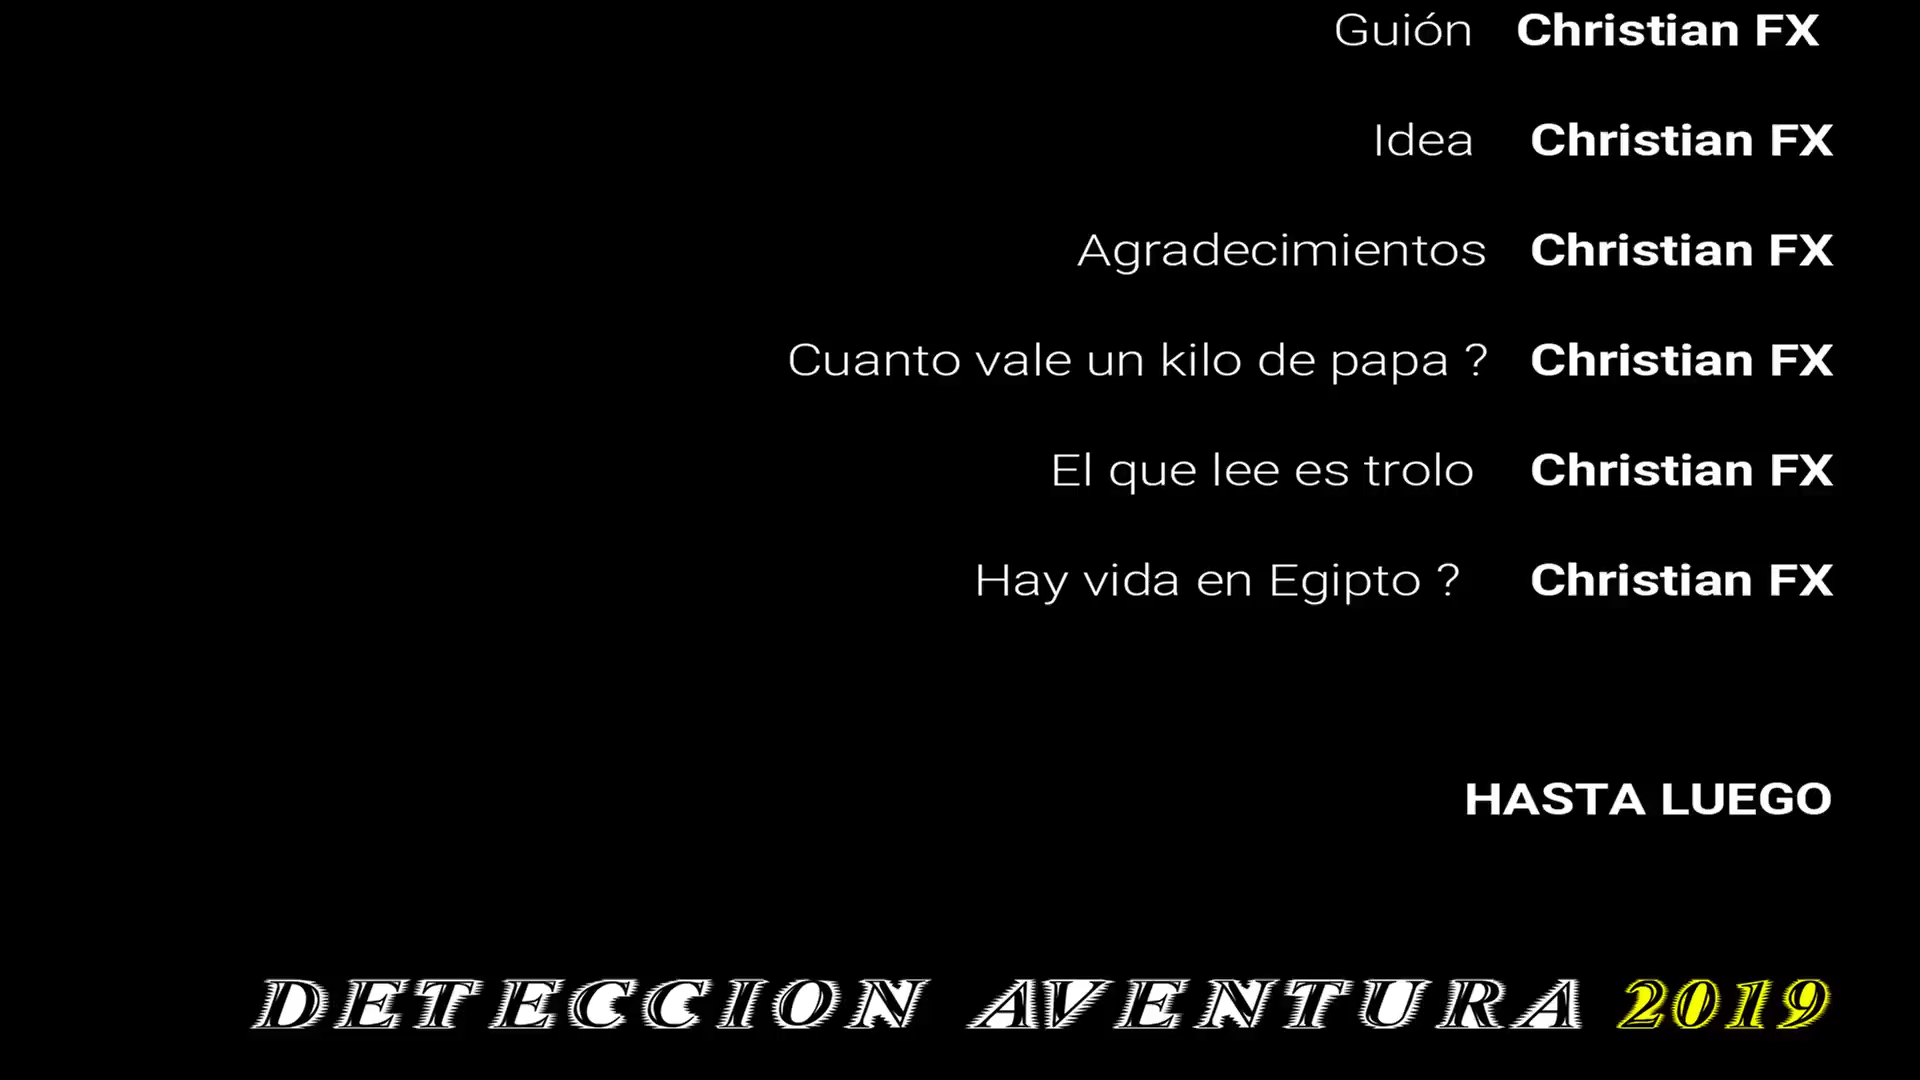 Guión Christian FX
Idea Christian FX
Agradecimientos Christian FX
Cuanto vale un kilo de papa ? Christian FX
El que lee es trolo Christian FX
Hay vida en Egipto ? Christian FX
HASTA LUEGO
DETECCION AVENTURA 2019